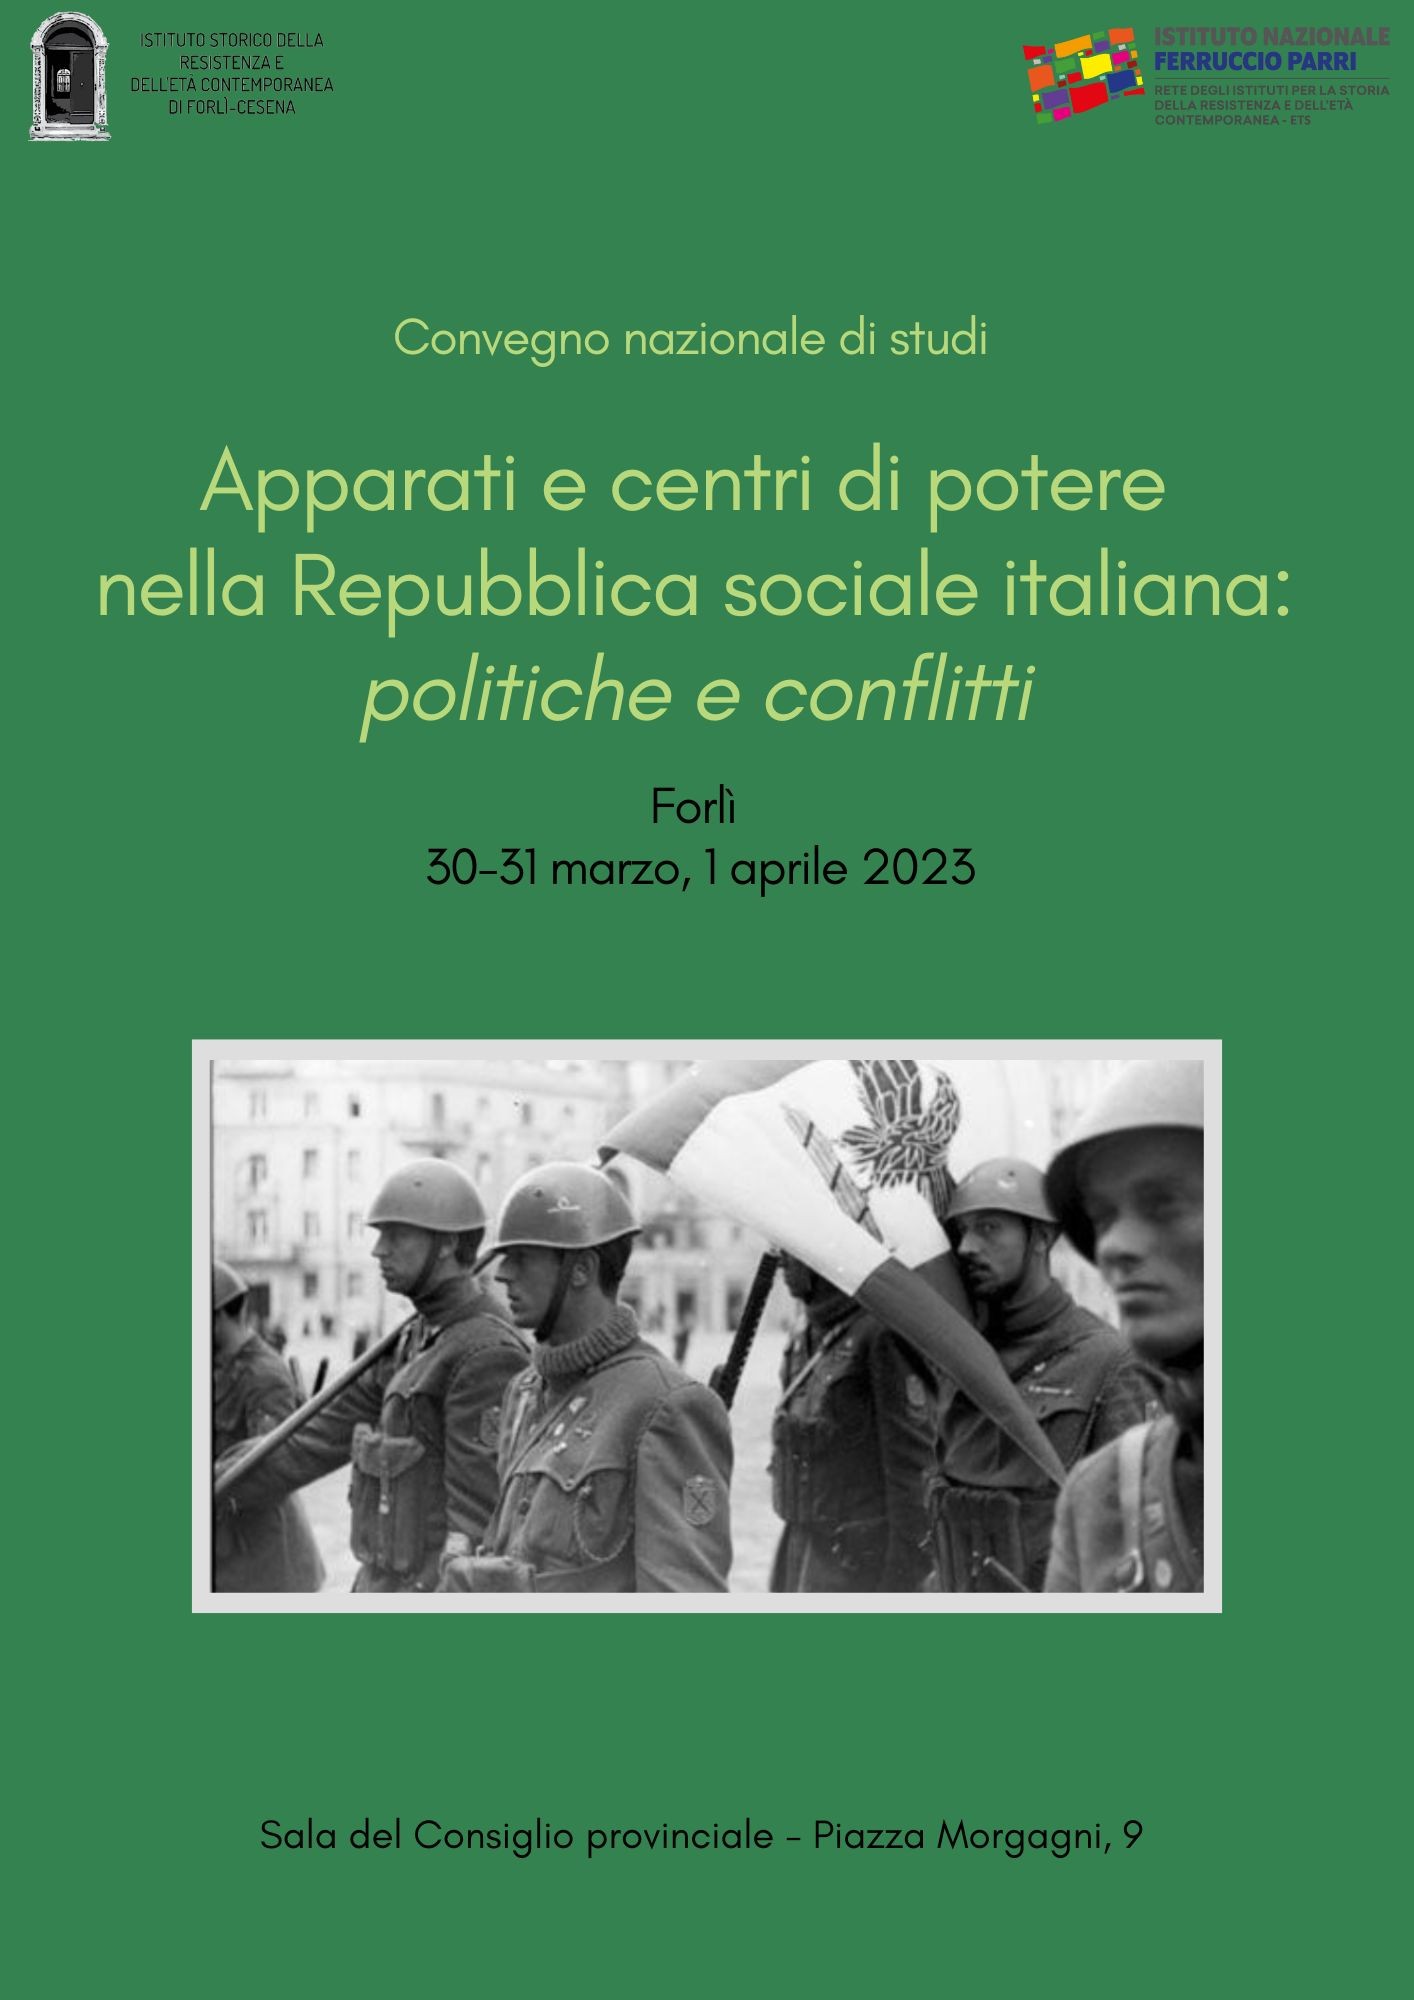 ISTITUTO STORICO DELLA
RESISTENZA E
DELL'ETÀ CONTEMPORANEA
DI FORLÌ-CESENA
ISTITUTO NAZIONALE
FERRUCCIO PARRI
RETE DEGLI ISTITUTI PER LA STORIA
DELLA RESISTENZA E DELL'ETÀ
CONTEMPORANEA - ETS
Convegno nazionale di studi
Apparati e centri di potere
nella Repubblica sociale italiana:
politiche e conflitti
Forlì
30-31 marzo, 1 aprile 2023
Sala del Consiglio provinciale - Piazza Morgagni, 9